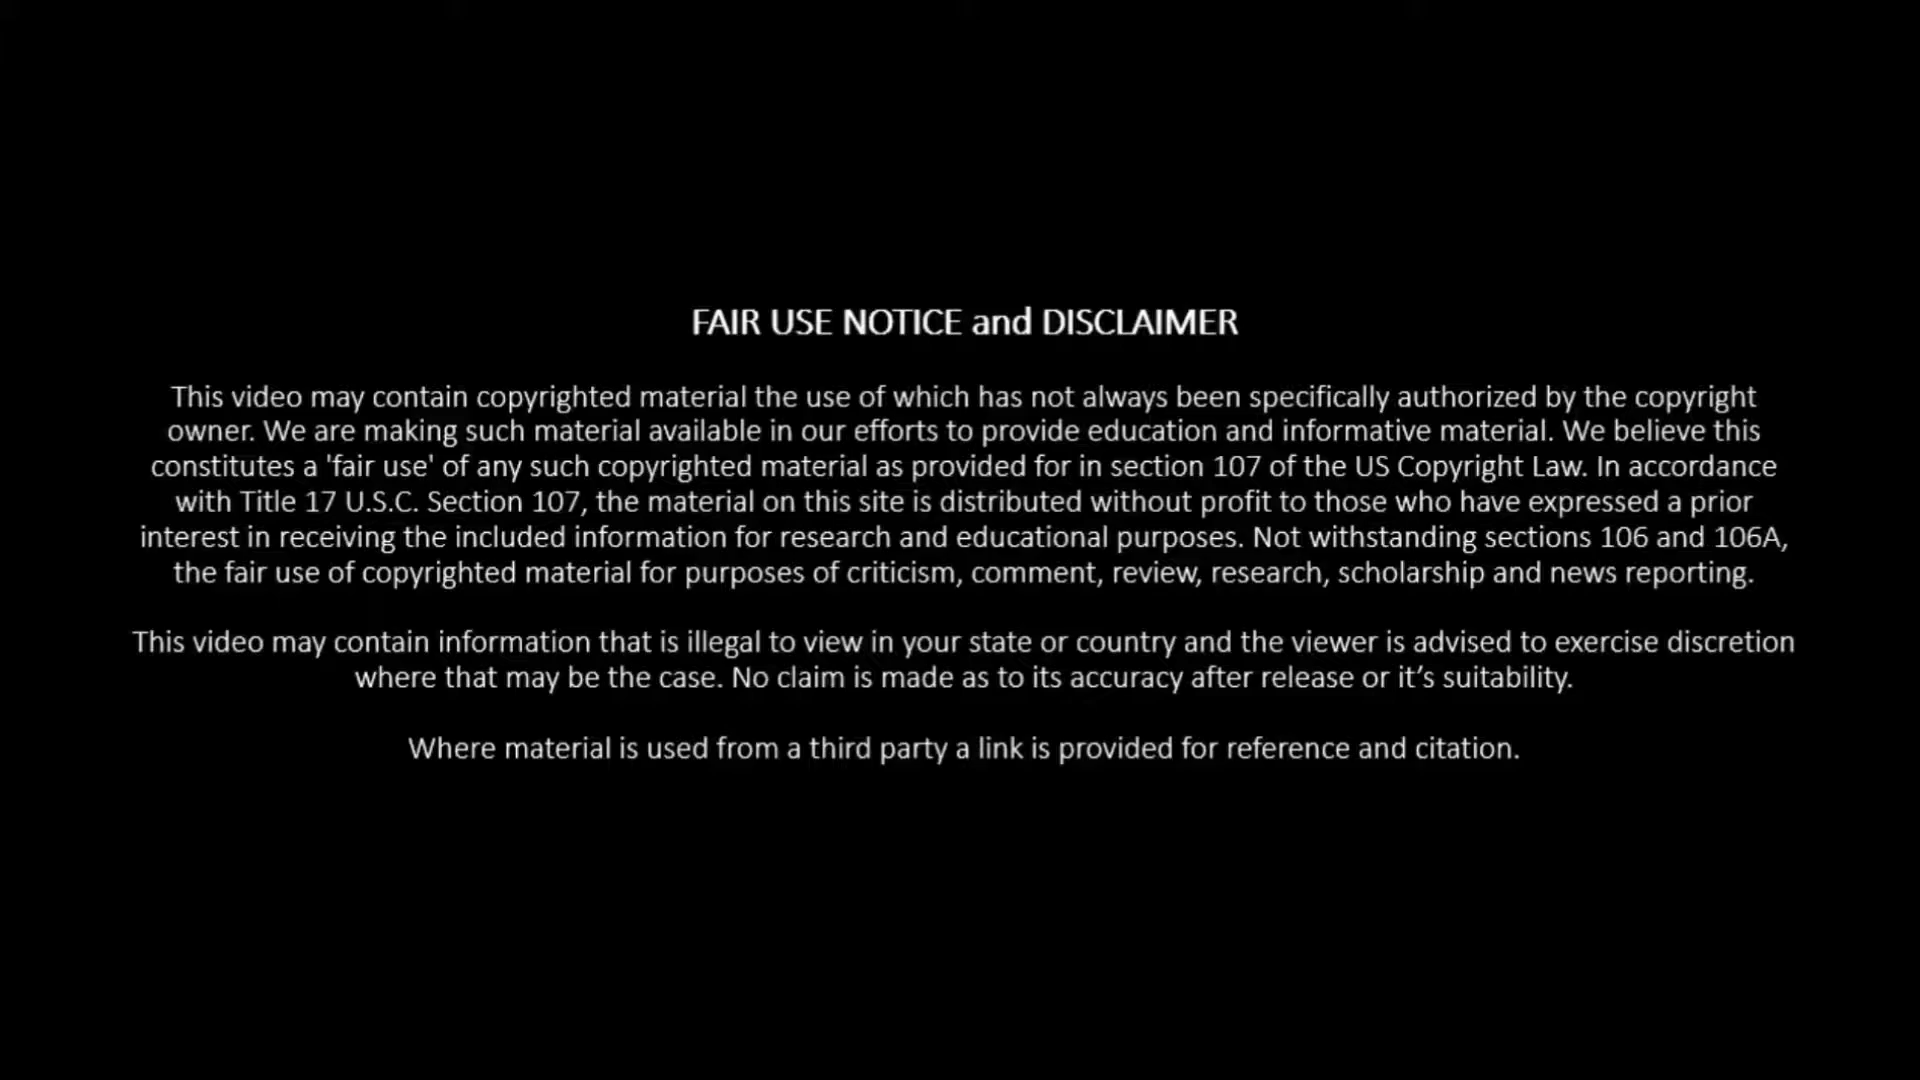 FAIR USE NOTICE and DISCLAIMER
This video may contain copyrighted material the use of which has not always been specifically authorized by the copyright
owner. We are making such material available in our efforts to provide education and informative material. We believe this
constitutes a 'fair use' of any such copyrighted material as provided for in section 107 of the US Copyright Law. In accordance
with Title 17 U.S.C. Section 107, the material on this site is distributed without profit to those who have expressed a prior
interest in receiving the included information for research and educational purposes. Not withstanding sections 106 and 106A,
the fair use of copyrighted material for purposes of criticism, comment, review, research, scholarship and news reporting.
This video may contain information that is illegal to view in your state or country and the viewer is advised to exercise discretion
where that may be the case. No claim is made as to its accuracy after release or it’s suitability.
Where material is used from a third party a link is provided for reference and citation.